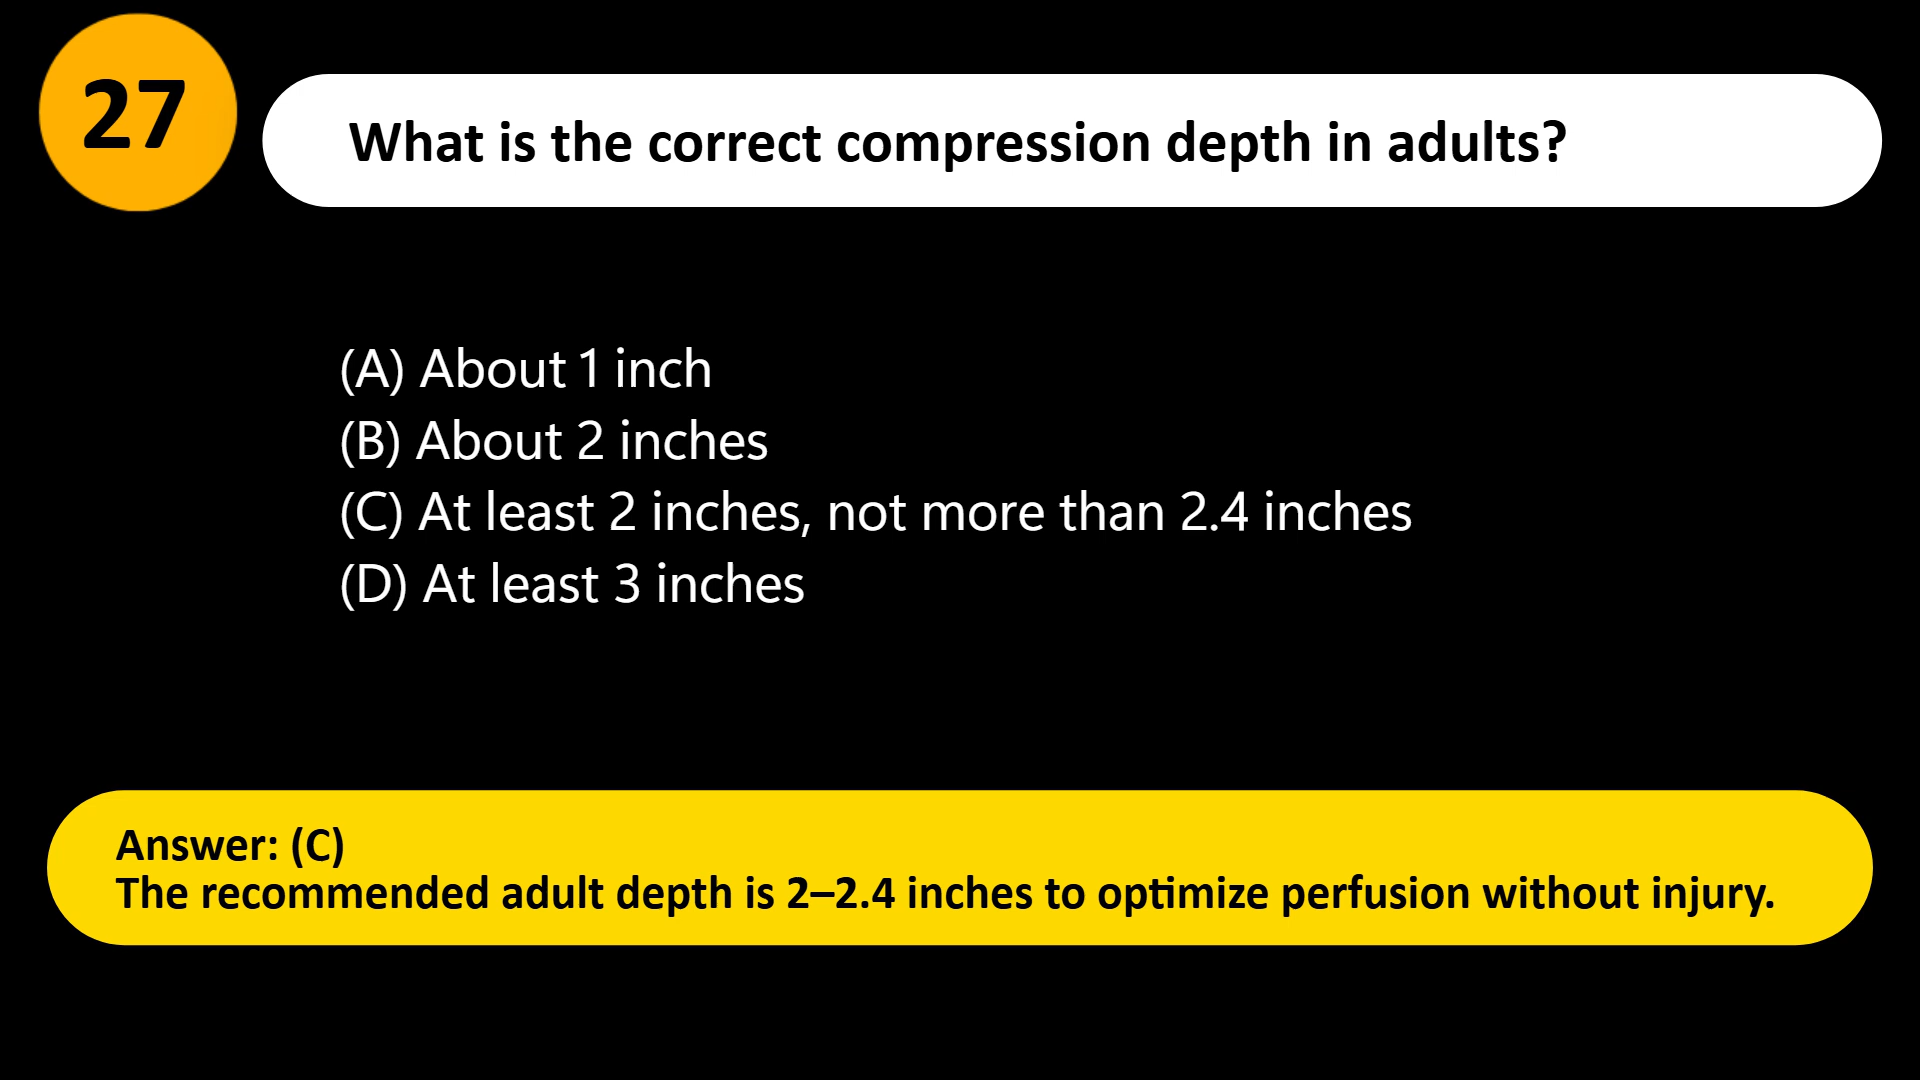 27
What is the correct compression depth in adults?
(A) About 1 inch
(B) About 2 inches
(C) At least 2 inches, not more than 2.4 inches
(D) At least 3 inches
Answer: (C)
The recommended adult depth is 2–2.4 inches to optimize perfusion without injury.